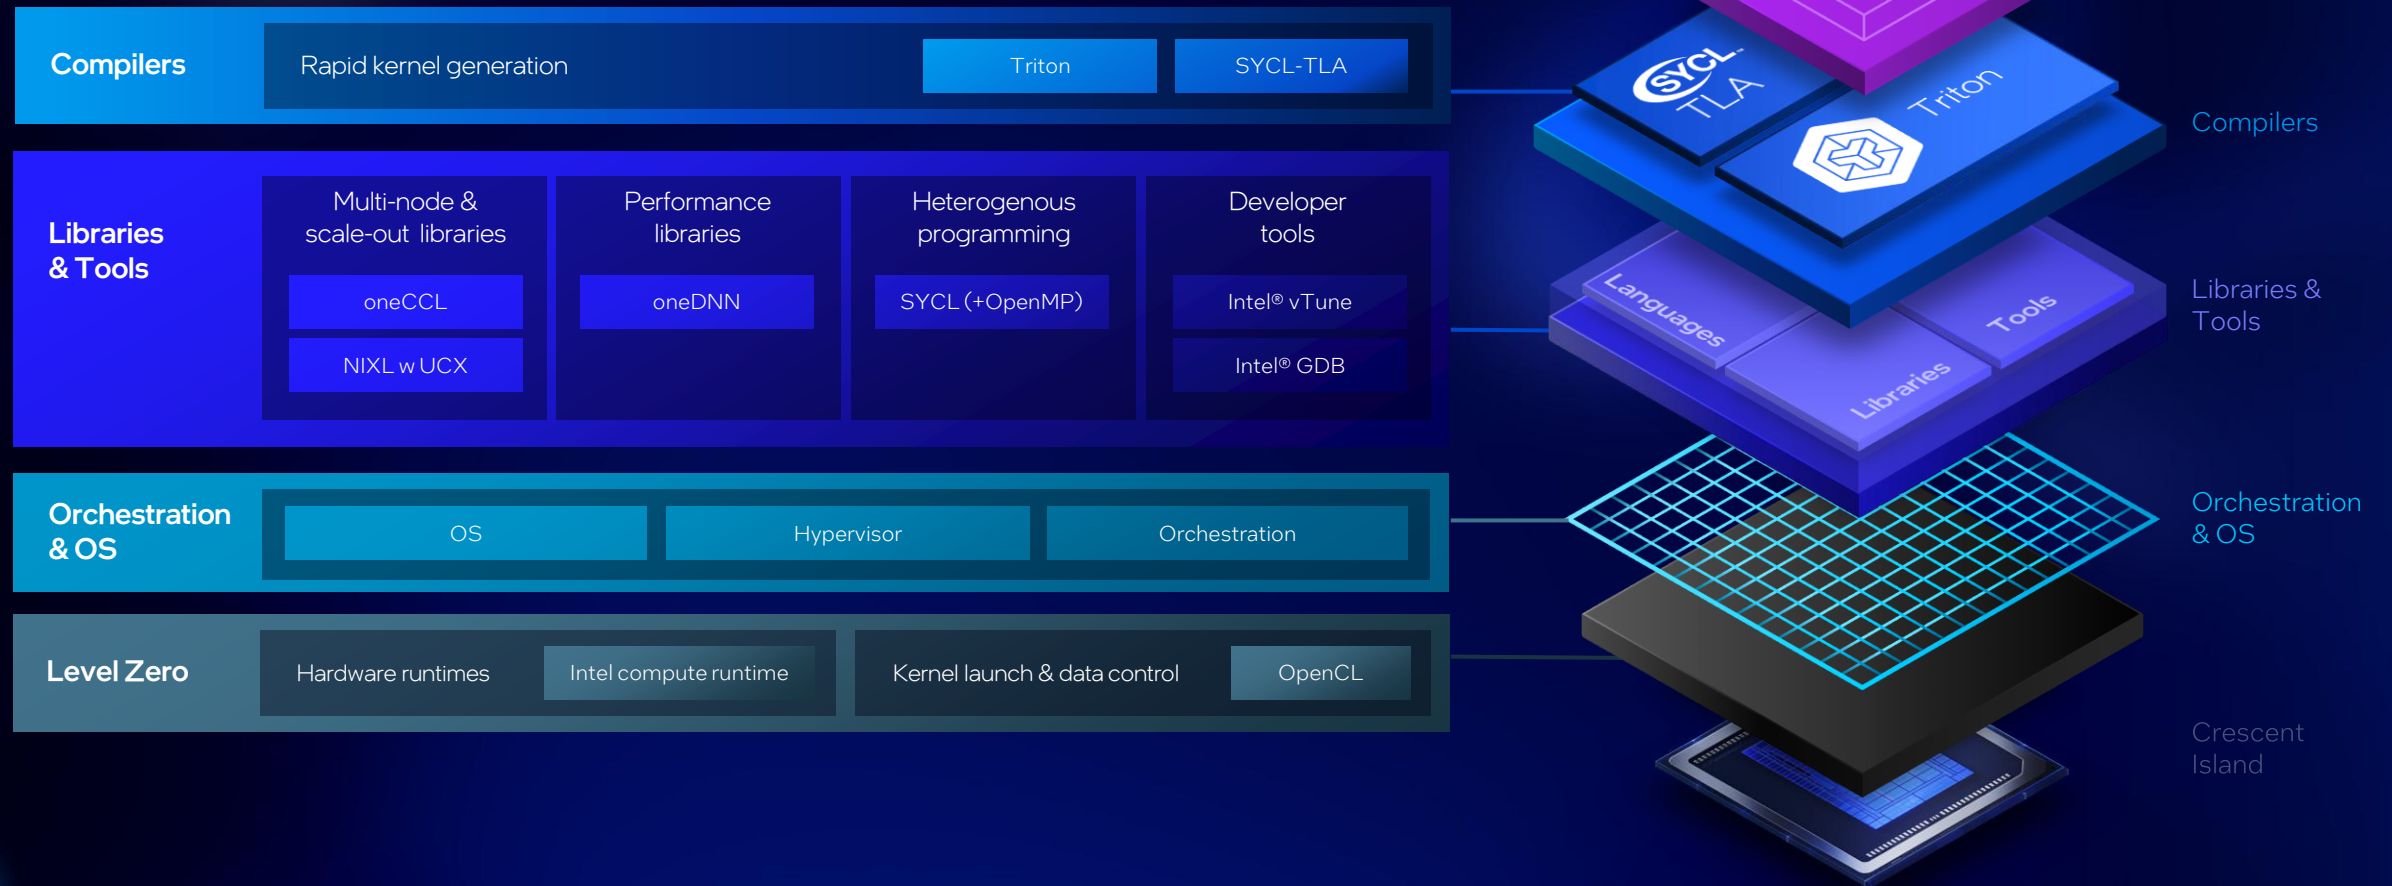 Compilers
Rapid kernel generation
Triton
SYCL-TLA
Libraries
& Tools
Multi-node &
scale-out libraries
oneCCL
NIXL w UCX
Performance
libraries
oneDNN
Heterogenous
programming
SYCL (+OpenMP)
Developer
tools
Intel® vTune
Intel® GDB
Orchestration
& OS
OS
Hypervisor
Orchestration
Level Zero
Hardware runtimes
Intel compute runtime
Kernel launch & data control
OpenCL
SYCL™
TLA
Triton
Compilers
Languages
Libraries
Tools
Libraries &
Tools
Orchestration
& OS
Crescent
Island